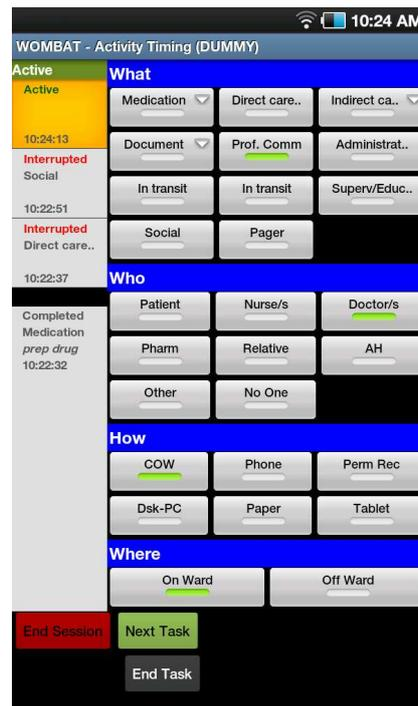 10:24 AM
WOMBAT - Activity Timing (DUMMY)
Active
Active
10:24:13
Interrupted
Social
10:22:51
Interrupted
Direct care..
10:22:37
Completed
Medication
prep drug
10:22:32
What
Medication Direct care.. Indirect ca..
Document Prof. Comm Administrat..
In transit In transit Superv/Educ..
Social Pager
Who
Patient Nurse/s Doctor/s
Pharm Relative AH
Other No One
How
COW Phone Perm Rec
Dsk-PC Paper Tablet
Where
On Ward Off Ward
End Session Next Task
End Task